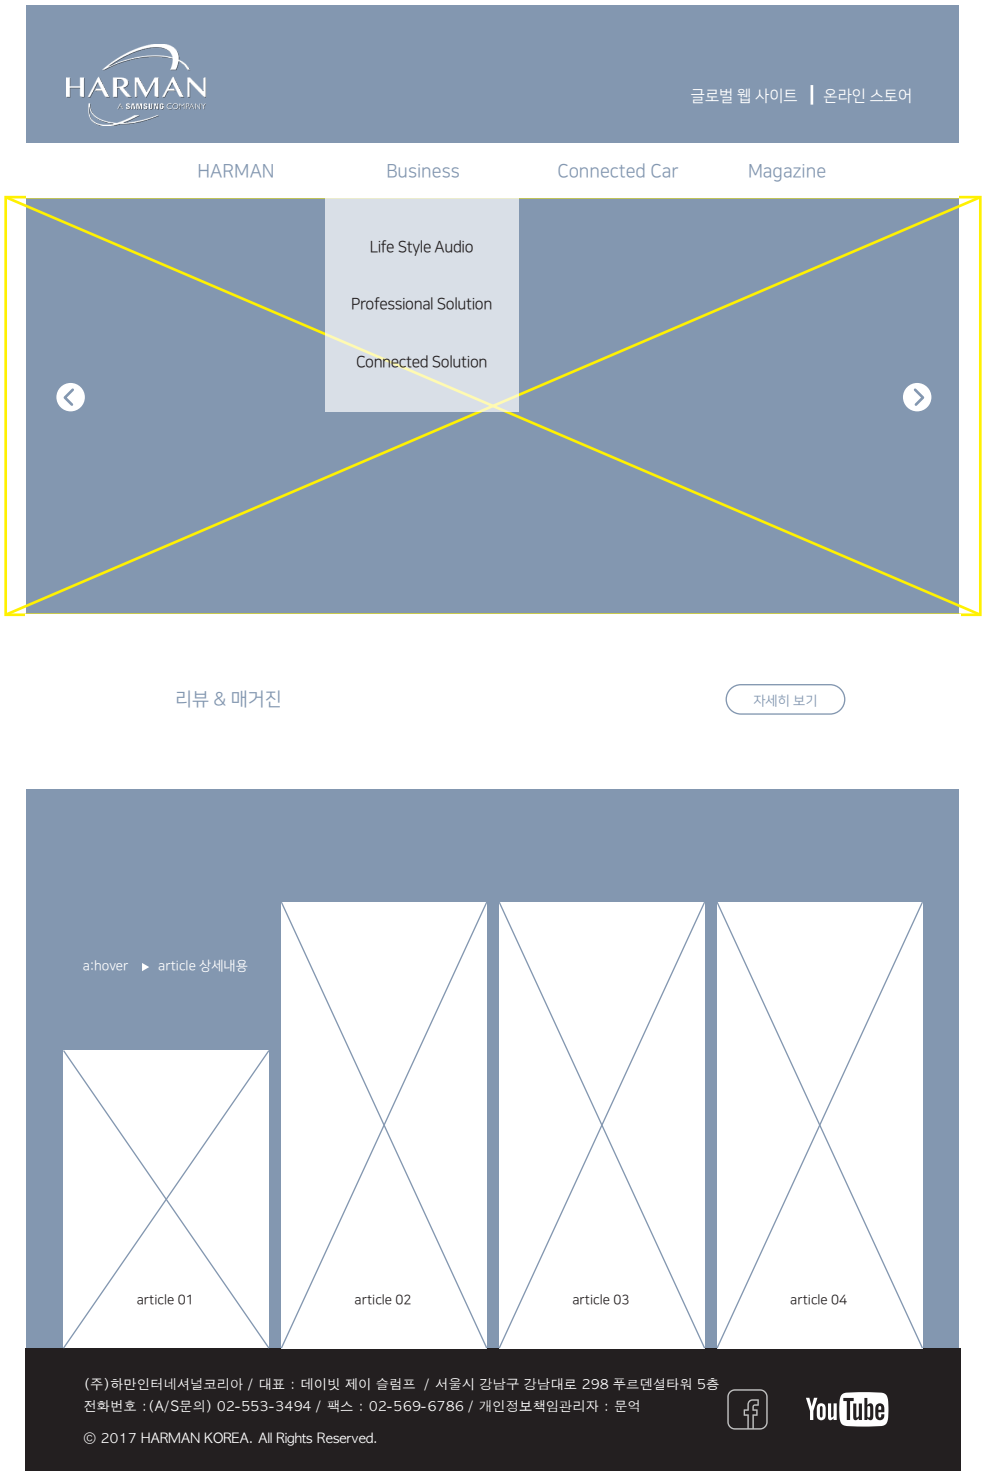 HARMAN
A SAMSUNG COMPANY
글로벌 웹 사이트 | 온라인 스토어
HARMAN Business Connected Car Magazine
Life Style Audio
Professional Solution
Connected Solution
리뷰 & 매거진 자세히 보기
a:hover ▶ article 상세내용
article 01 article 02 article 03 article 04
(주)하만인터네셔널코리아 / 대표 : 데이빗 제이 슬럼프 / 서울시 강남구 강남대로 298 푸르덴셜타워 5층
전화번호 :(A/S문의) 02-553-3494 / 팩스 : 02-569-6786 / 개인정보책임관리자 : 문억
© 2017 HARMAN KOREA. All Rights Reserved.
f YouTube